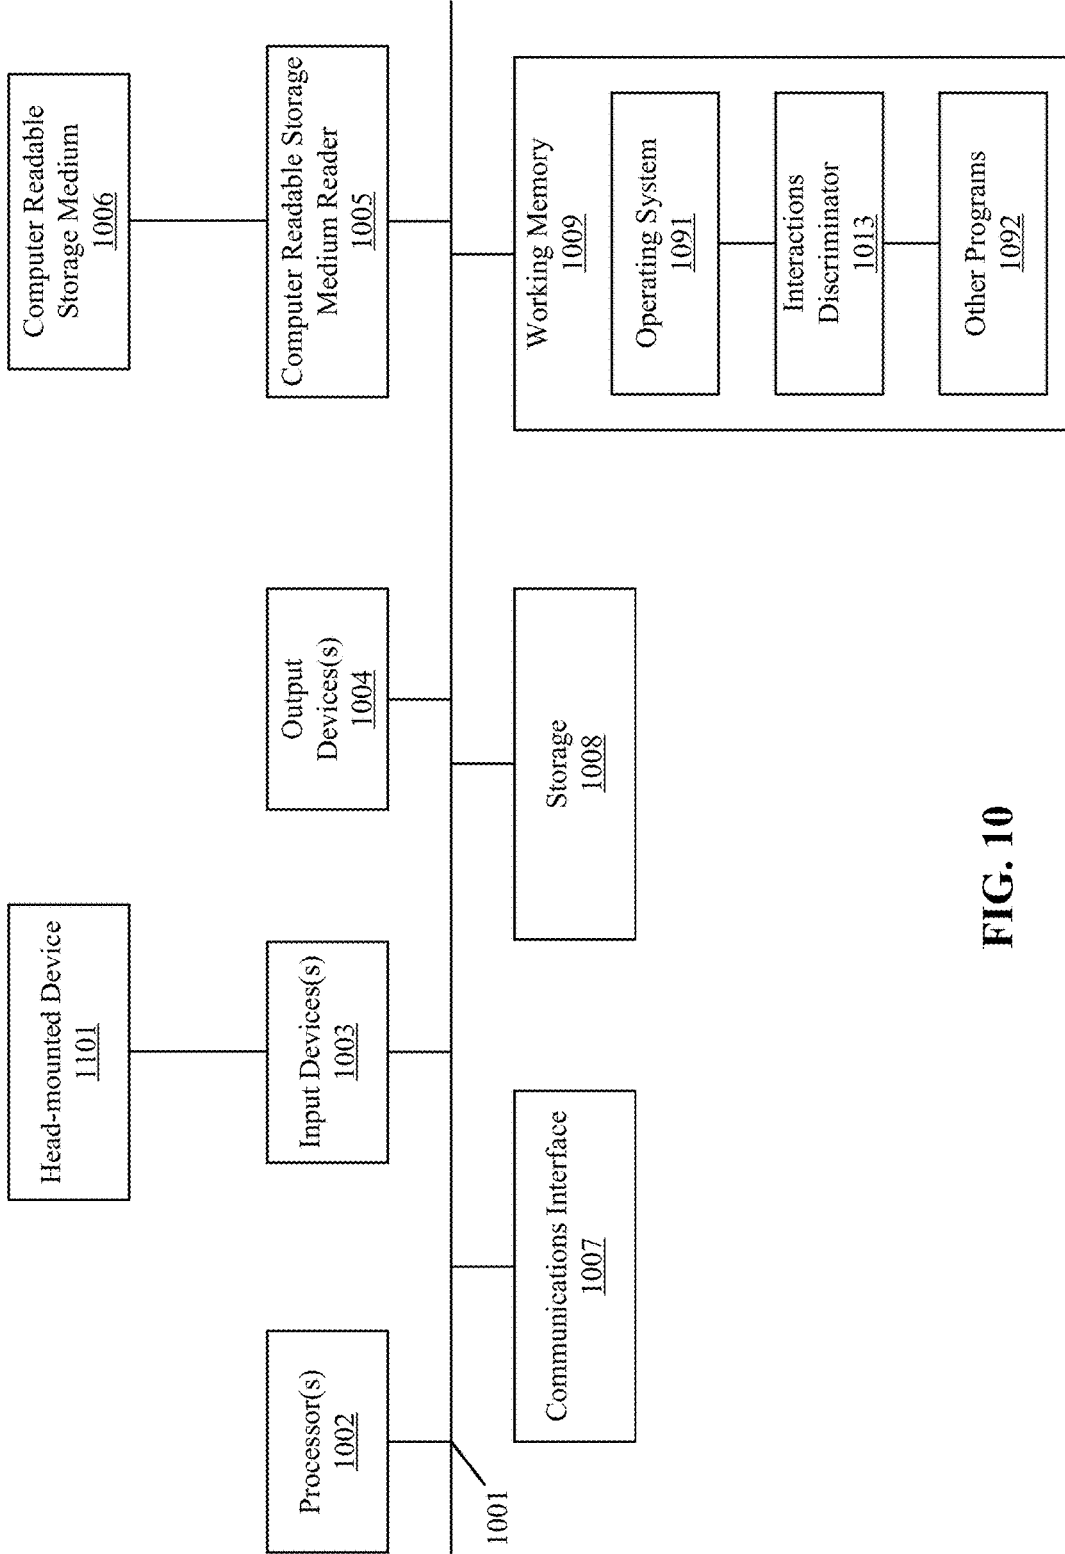 Head-mounted Device
1101
Computer Readable
Storage Medium
1006
Processor(s)
1002
Input Devices(s)
1003
Output
Devices(s)
1004
Computer Readable Storage
Medium Reader
1005
1001
Communications Interface
1007
Storage
1008
Working Memory
1009
Operating System
1091
Interactions
Discriminator
1013
Other Programs
1092
FIG. 10